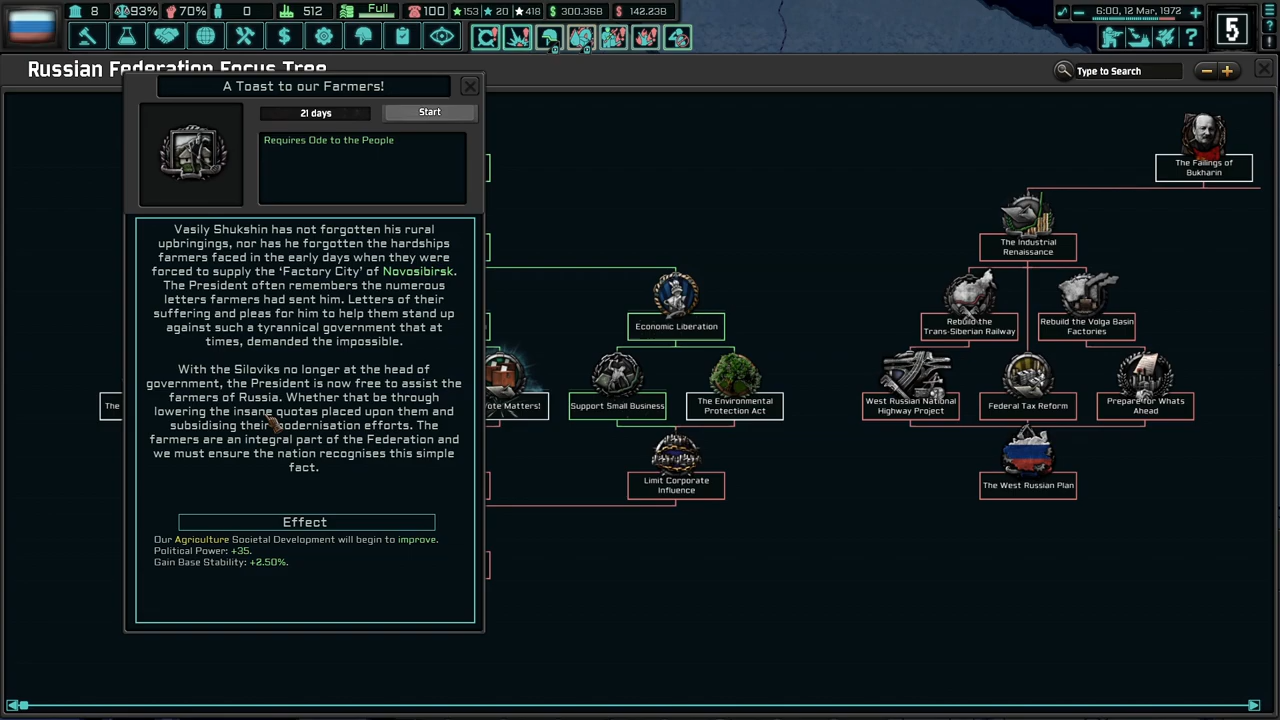 8 93% 70% 0 512 Full 100 153 20 418 $ 300.36B $ 142.23B
6:00, 12 Mar, 1972
5
Russian Federation Focus Tree
Type to Search
A Toast to our Farmers!
21 days
Start
Requires Ode to the People
Vasily Shukshin has not forgotten his rural
upbringings, nor has he forgotten the hardships
farmers faced in the early days when they were
forced to supply the 'Factory City' of Novosibirsk.
The President often remembers the numerous
letters farmers had sent him. Letters of their
suffering and pleas for him to help them stand up
against such a tyrannical government that at
times, demanded the impossible.
With the Siloviks no longer at the head of
government, the President is now free to assist the
farmers of Russia. Whether that be through
lowering the insane quotas placed upon them and
subsidising their modernisation efforts. The
farmers are an integral part of the Federation and
we must ensure the nation recognises this simple
fact.
Effect
Our Agriculture Societal Development will begin to improve.
Political Power: +35.
Gain Base Stability: +2.50%.
The
ote Matters!
Economic Liberation
Support Small Business
The Environmental
Protection Act
Limit Corporate
Influence
The Failings of
Bukharin
The Industrial
Renaissance
Rebuild the
Trans-Siberian Railway
Rebuild the Volga Basin
Factories
West Russian National
Highway Project
Federal Tax Reform
Prepare for Whats
Ahead
The West Russian Plan